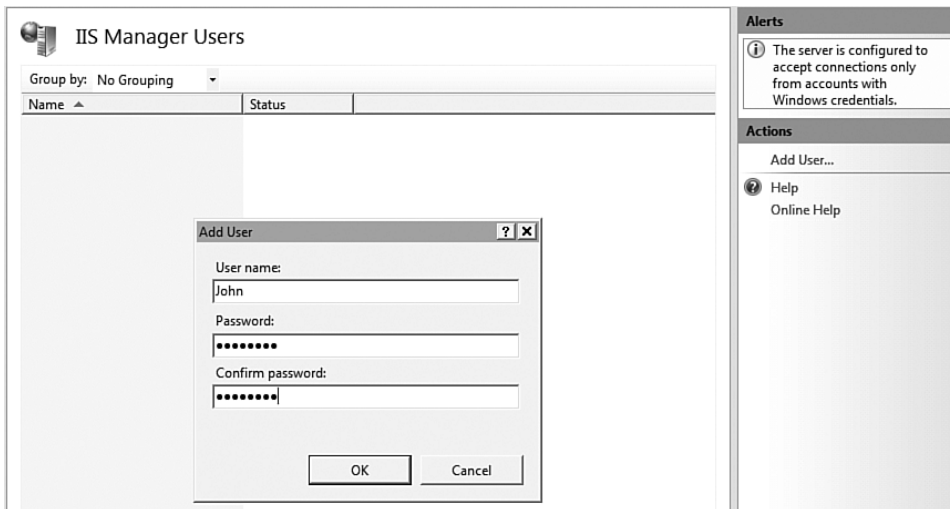 IIS Manager Users
Group by: No Grouping
Name Status
Add User
User name:
John
Password:
••••••••
Confirm password:
••••••••
OK Cancel
Alerts
The server is configured to
accept connections only
from accounts with
Windows credentials.
Actions
Add User...
Help
Online Help